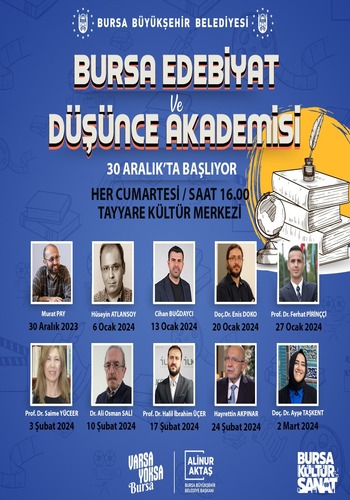 BURSA BÜYÜKŞEHİR BELEDİYESİ
BURSA EDEBİYAT
Ve
DÜŞÜNCE AKADEMİSİ
30 ARALIK'TA BAŞLIYOR
HER CUMARTESİ / SAAT 16.00
TAYYARE KÜLTÜR MERKEZİ
Murat PAY
30 Aralık 2023
Hüseyin ATLANSOY
6 Ocak 2024
Cihan BUĞDAYCI
13 Ocak 2024
Doç.Dr. Enis DOKO
20 Ocak 2024
Prof. Dr. Ferhat PİRİNÇÇİ
27 Ocak 2024
Prof. Dr. Saime YÜCEER
3 Şubat 2024
Dr. Ali Osman SALİ
10 Şubat 2024
Prof. Dr. Halil İbrahim ÜÇER
17 Şubat 2024
Hayrettin AKPINAR
24 Şubat 2024
Doç. Dr. Ayşe TAŞKENT
2 Mart 2024
VARSA
YOKSA
Bursa
ALİNUR
AKTAŞ
BURSA BÜYÜKŞEHİR
BELEDİYE BAŞKANI
BURSA
KÜLTÜR
SANAT